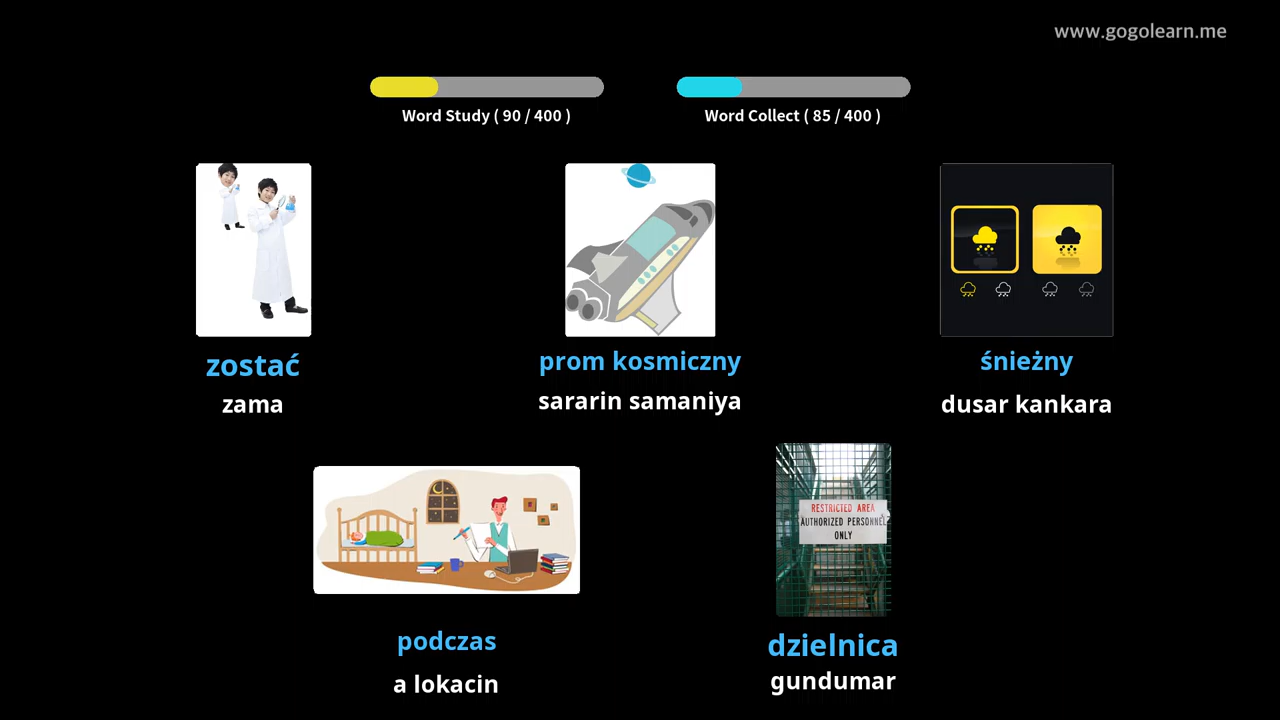 www.gogolearn.me
Word Study ( 90 / 400 )
Word Collect ( 85 / 400 )
zostać
zama
prom kosmiczny
sararin samaniya
śnieżny
dusar kankara
RESTRICTED AREA
AUTHORIZED PERSONNEL
ONLY
podczas
a lokacin
dzielnica
gundumar